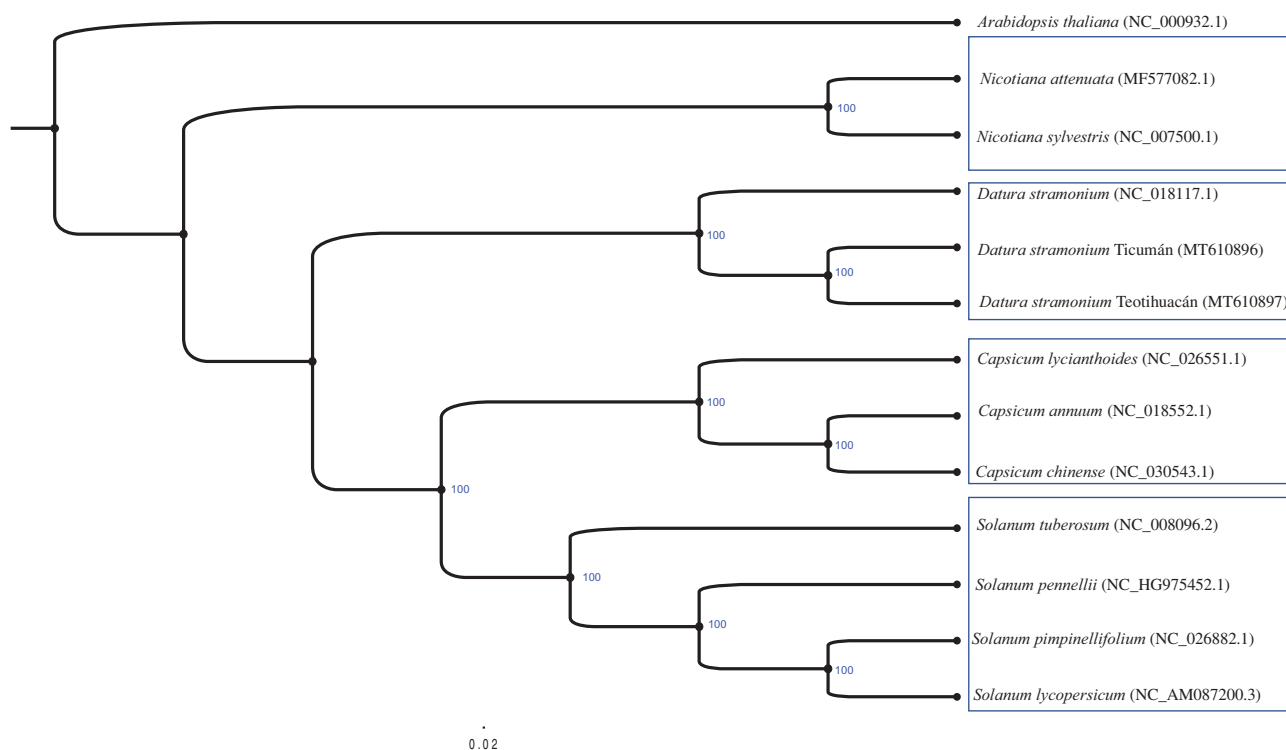 Arabidopsis thaliana (NC_000932.1)
Nicotiana attenuata (MF577082.1)
100
Nicotiana sylvestris (NC_007500.1)
Datura stramonium (NC_018117.1)
100
Datura stramonium Ticumán (MT610896)
100
Datura stramonium Teotihuacán (MT610897)
Capsicum lycianthoides (NC_026551.1)
100
Capsicum annuum (NC_018552.1)
100
Capsicum chinense (NC_030543.1)
100
Solanum tuberosum (NC_008096.2)
100
Solanum pennellii (NC_HG975452.1)
100
Solanum pimpinellifolium (NC_026882.1)
100
Solanum lycopersicum (NC_AM087200.3)
0.02